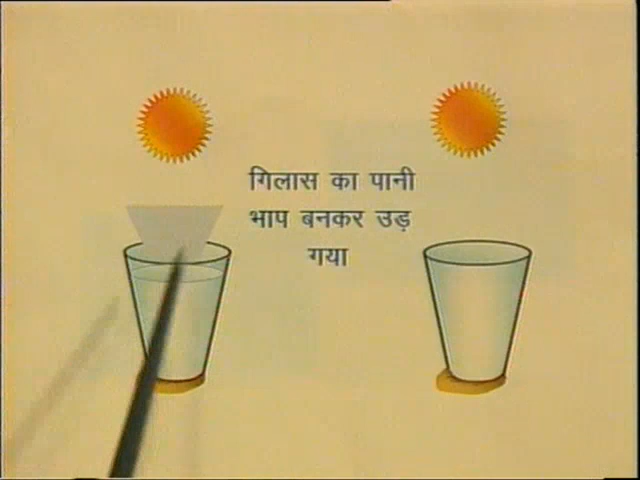 गिलास का पानी
भाप बनकर उड़
गया